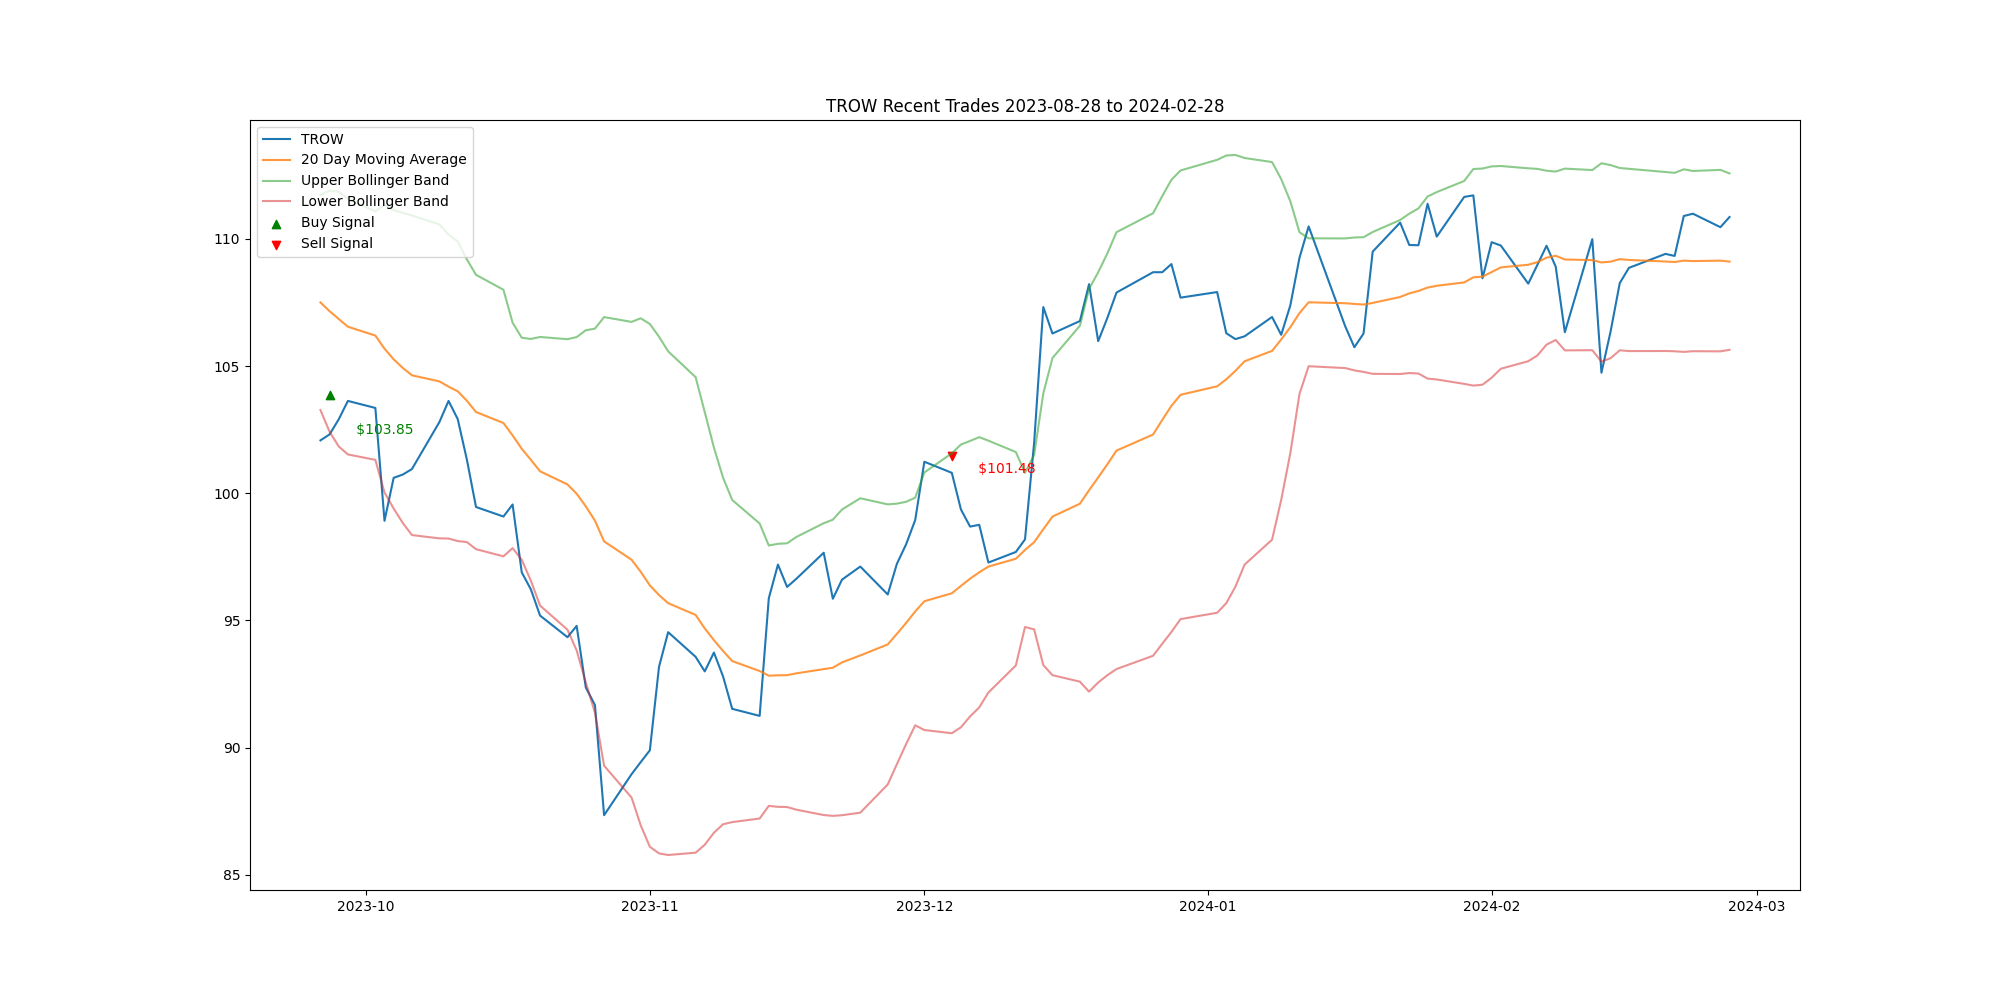 TROW Recent Trades 2023-08-28 to 2024-02-28
TROW
20 Day Moving Average
Upper Bollinger Band
Lower Bollinger Band
Buy Signal
Sell Signal
110
105
100
95
90
85
$103.85
$101.48
2023-10
2023-11
2023-12
2024-01
2024-02
2024-03